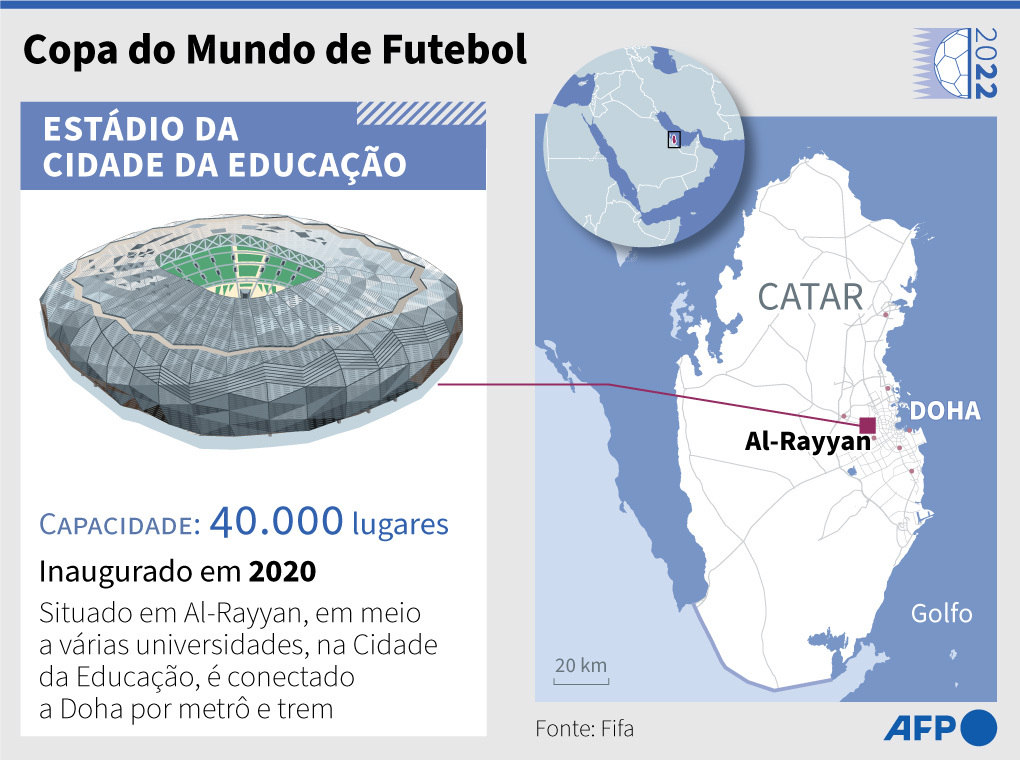 Copa do Mundo de Futebol
2022
ESTÁDIO DA
CIDADE DA EDUCAÇÃO
CAPACIDADE: 40.000 lugares
Inaugurado em 2020
Situado em Al-Rayyan, em meio
a várias universidades, na Cidade
da Educação, é conectado
a Doha por metrô e trem
CATAR
DOHA
Al-Rayyan
Golfo
20 km
Fonte: Fifa
AFP